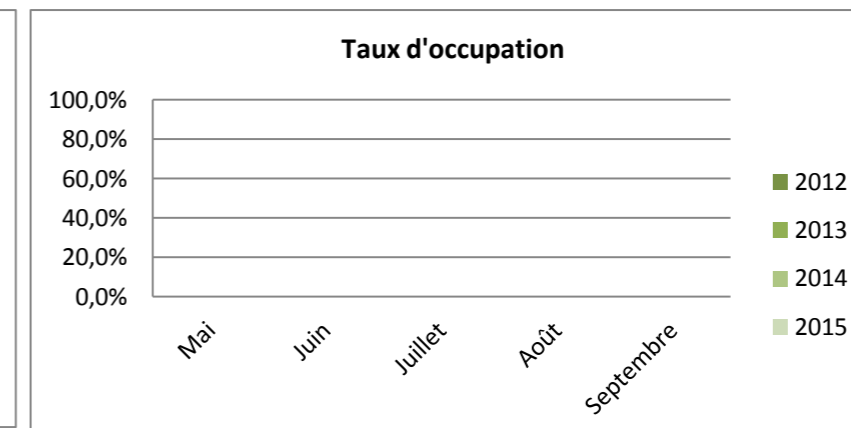 Taux d'occupation
100,0%
80,0%
60,0%
40,0%
20,0%
0,0%
Mai
Juin
Juillet
Août
Septembre
2012
2013
2014
2015